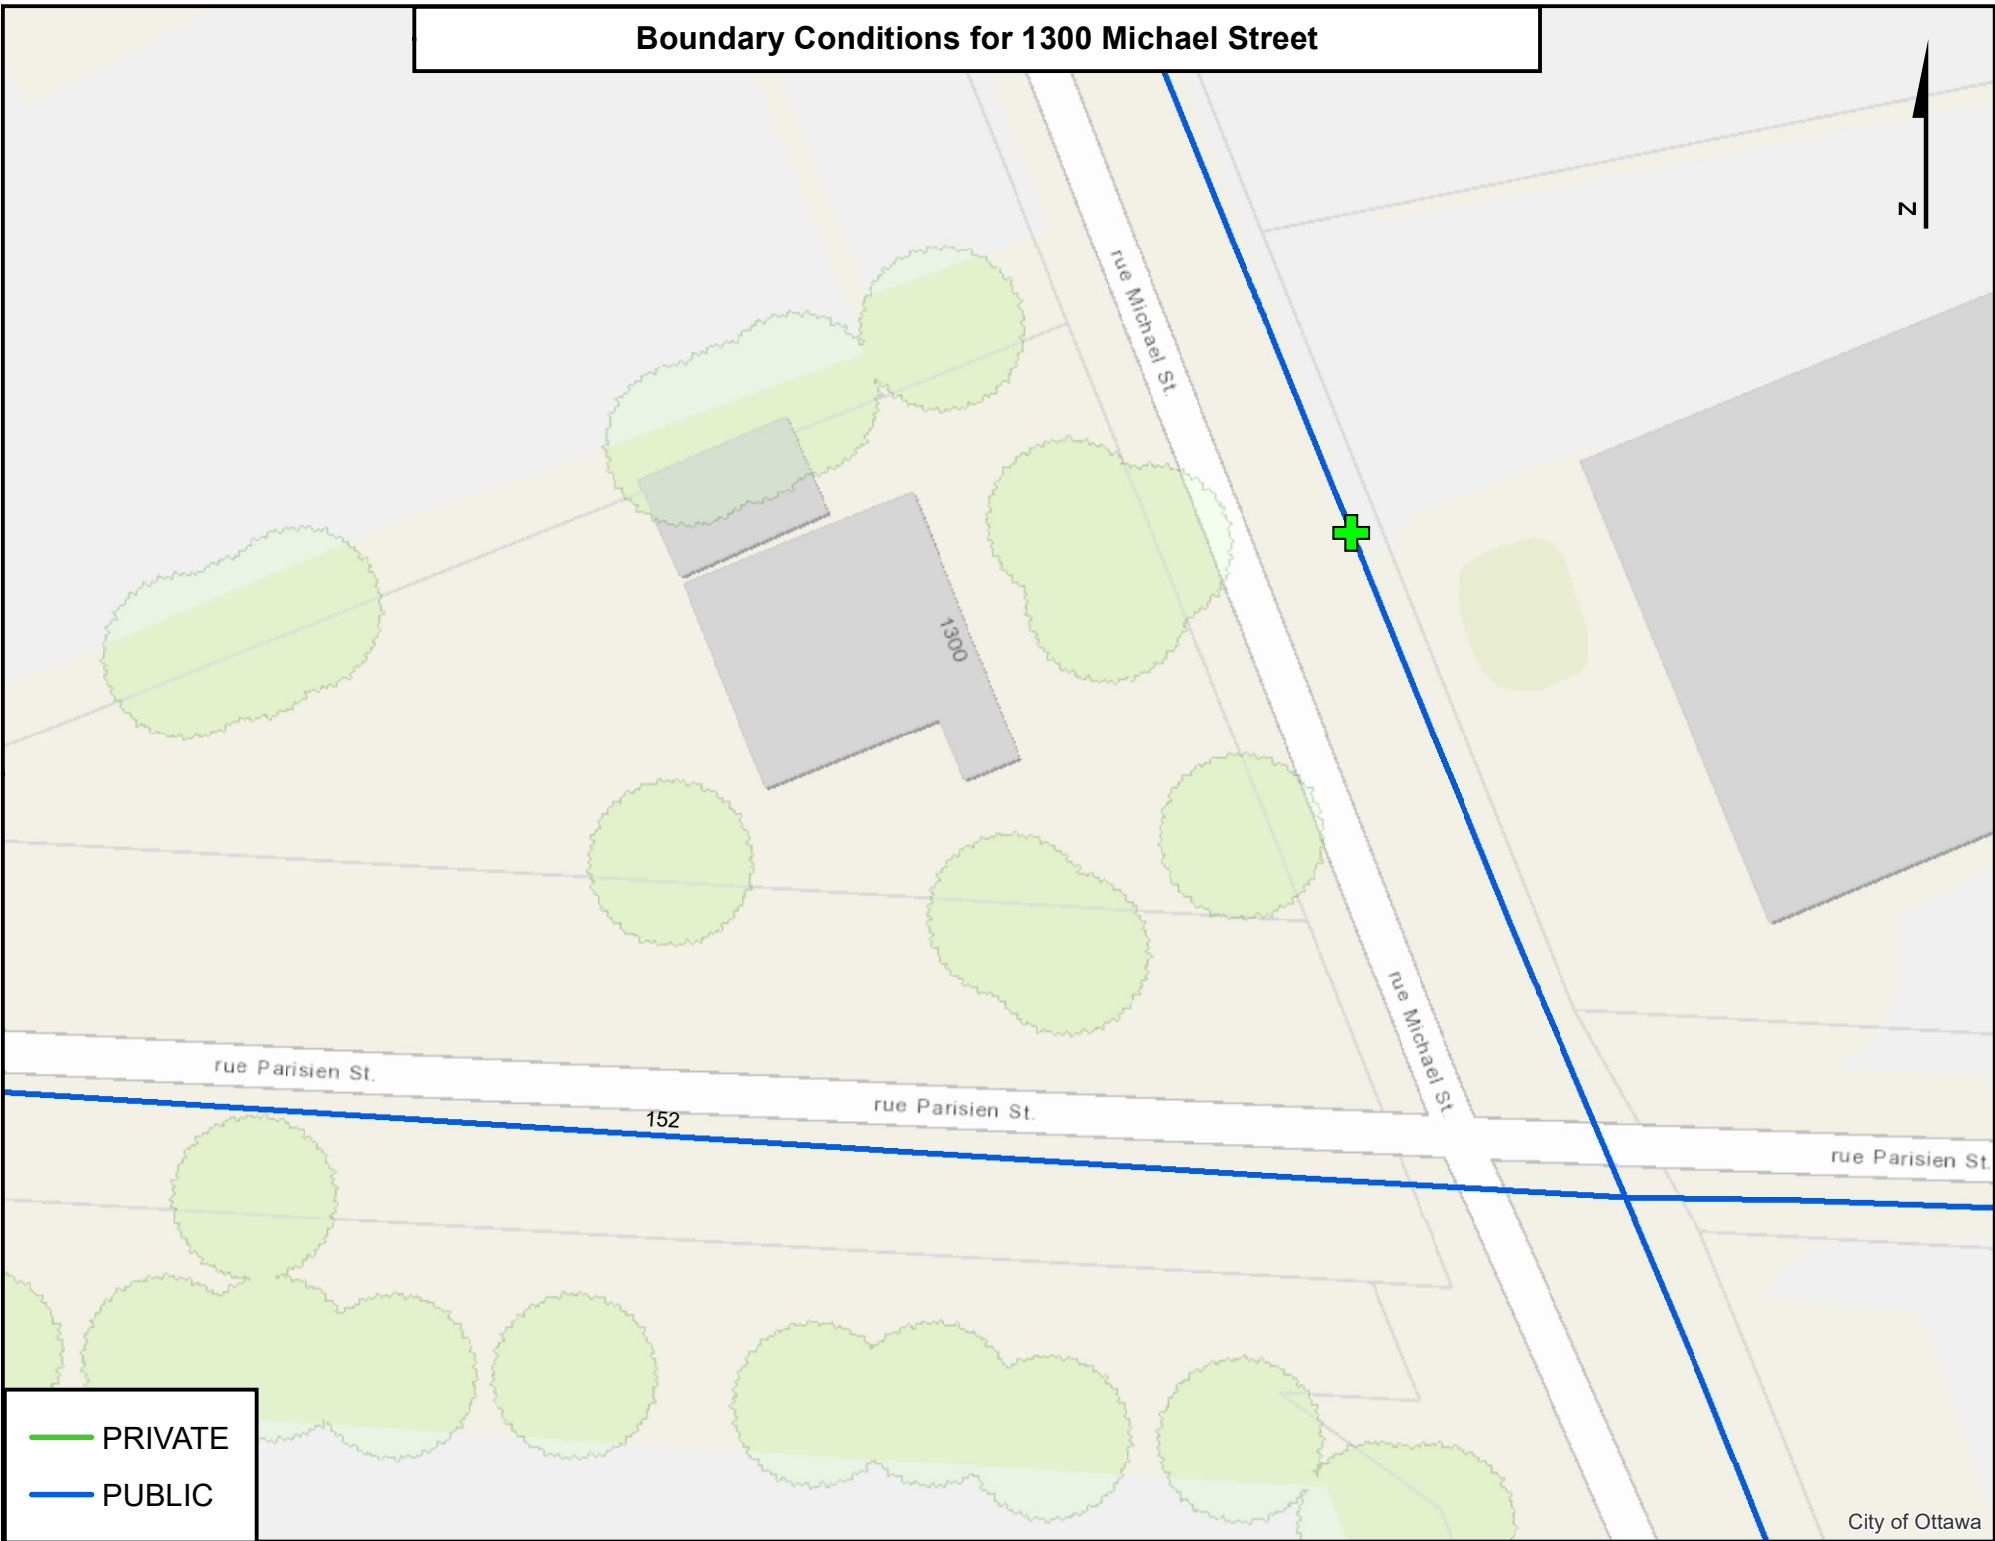 Boundary Conditions for 1300 Michael Street
N
rue Michael St.
1300
rue Michael St.
rue Parisien St.
152
rue Parisien St.
rue Parisien St.
PRIVATE
PUBLIC
City of Ottawa